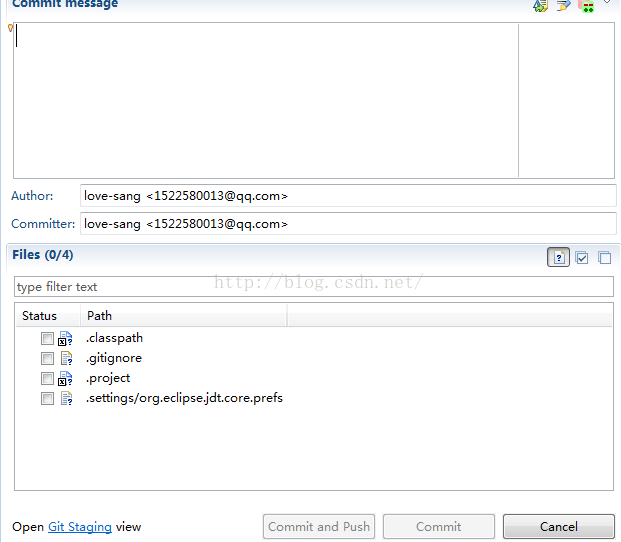 Commit message
Author: love-sang <1522580013@qq.com>
Committer: love-sang <1522580013@qq.com>
Files (0/4)
http://blog.csdn.net/
type filter text
Status Path
.classpath
.gitignore
.project
.settings/org.eclipse.jdt.core.prefs
Open Git Staging view Commit and Push Commit Cancel